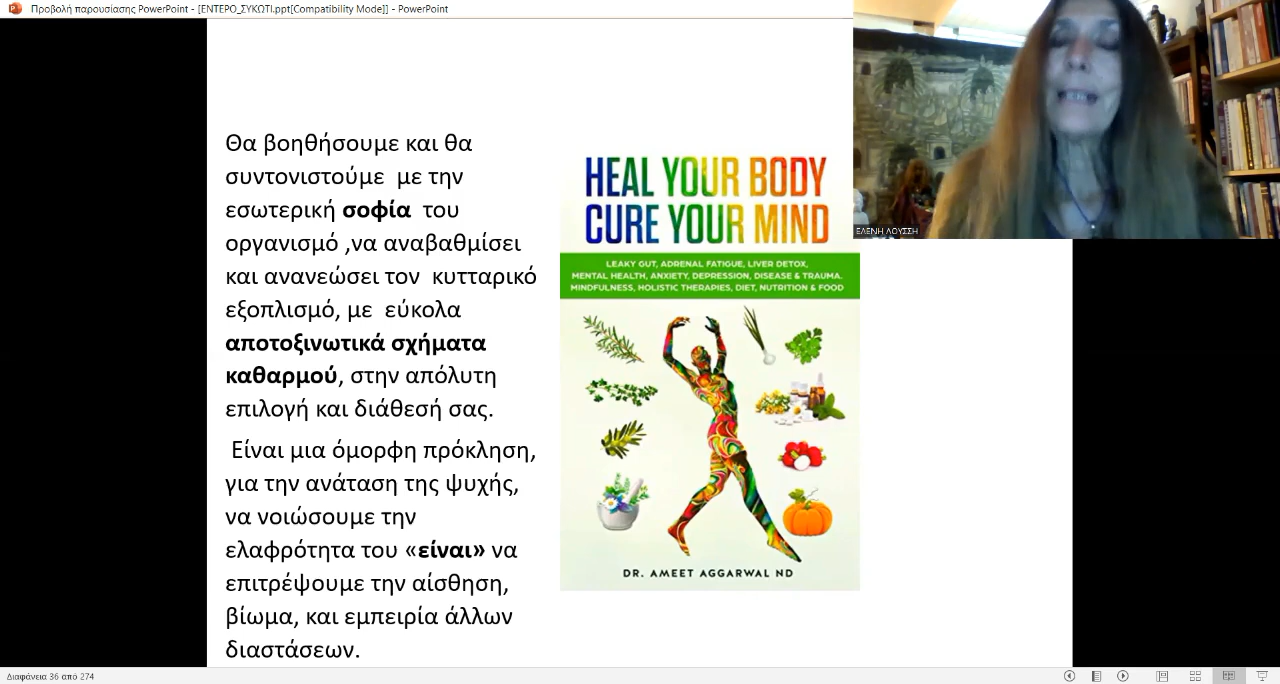 Προβολή παρουσίασης PowerPoint - [ΕΝΤΕΡΟ_ΣΥΚΩΤΙ.ppt[Compatibility Mode]] - PowerPoint
Θα βοηθήσουμε και θα
συντονιστούμε με την
εσωτερική σοφία του
οργανισμό ,να αναβαθμίσει
και ανανεώσει τον κυτταρικό
εξοπλισμό, με εύκολα
αποτοξινωτικά σχήματα
καθαρμού, στην απόλυτη
επιλογή και διάθεσή σας.
Είναι μια όμορφη πρόκληση,
για την ανάταση της ψυχής,
να νοιώσουμε την
ελαφρότητα του «είναι» να
επιτρέψουμε την αίσθηση,
βίωμα, και εμπειρία άλλων
διαστάσεων.
HEAL YOUR BODY
CURE YOUR MIND
LEAKY GUT, ADRENAL FATIGUE, LIVER DETOX,
MENTAL HEALTH, ANXIETY, DEPRESSION, DISEASE & TRAUMA.
MINDFULNESS, HOLISTIC THERAPIES, DIET, NUTRITION & FOOD
DR. AMEET AGGARWAL ND
ΕΛΕΝΗ ΛΟΥΣΣΗ
Διαφάνεια 36 από 274